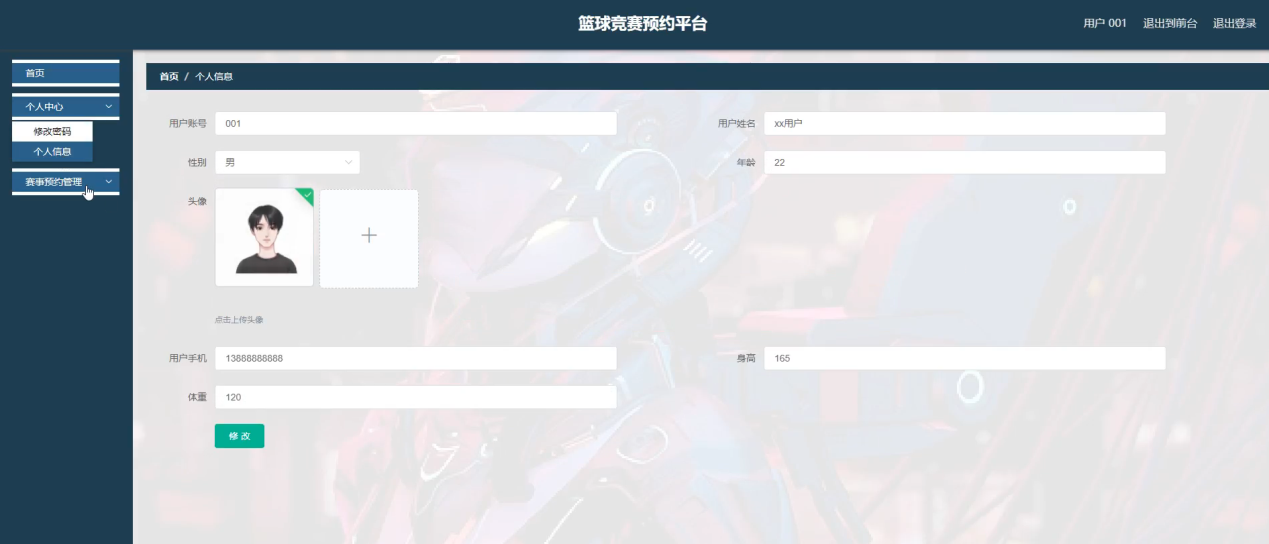 篮球竞赛预约平台
用户 001 退出到前台 退出登录
首页
个人中心
修改密码
个人信息
赛事预约管理
首页 / 个人信息
用户账号 001 用户姓名 xx用户
性别 男 年龄 22
头像
点击上传头像
用户手机 13888888888 身高 165
体重 120
修改